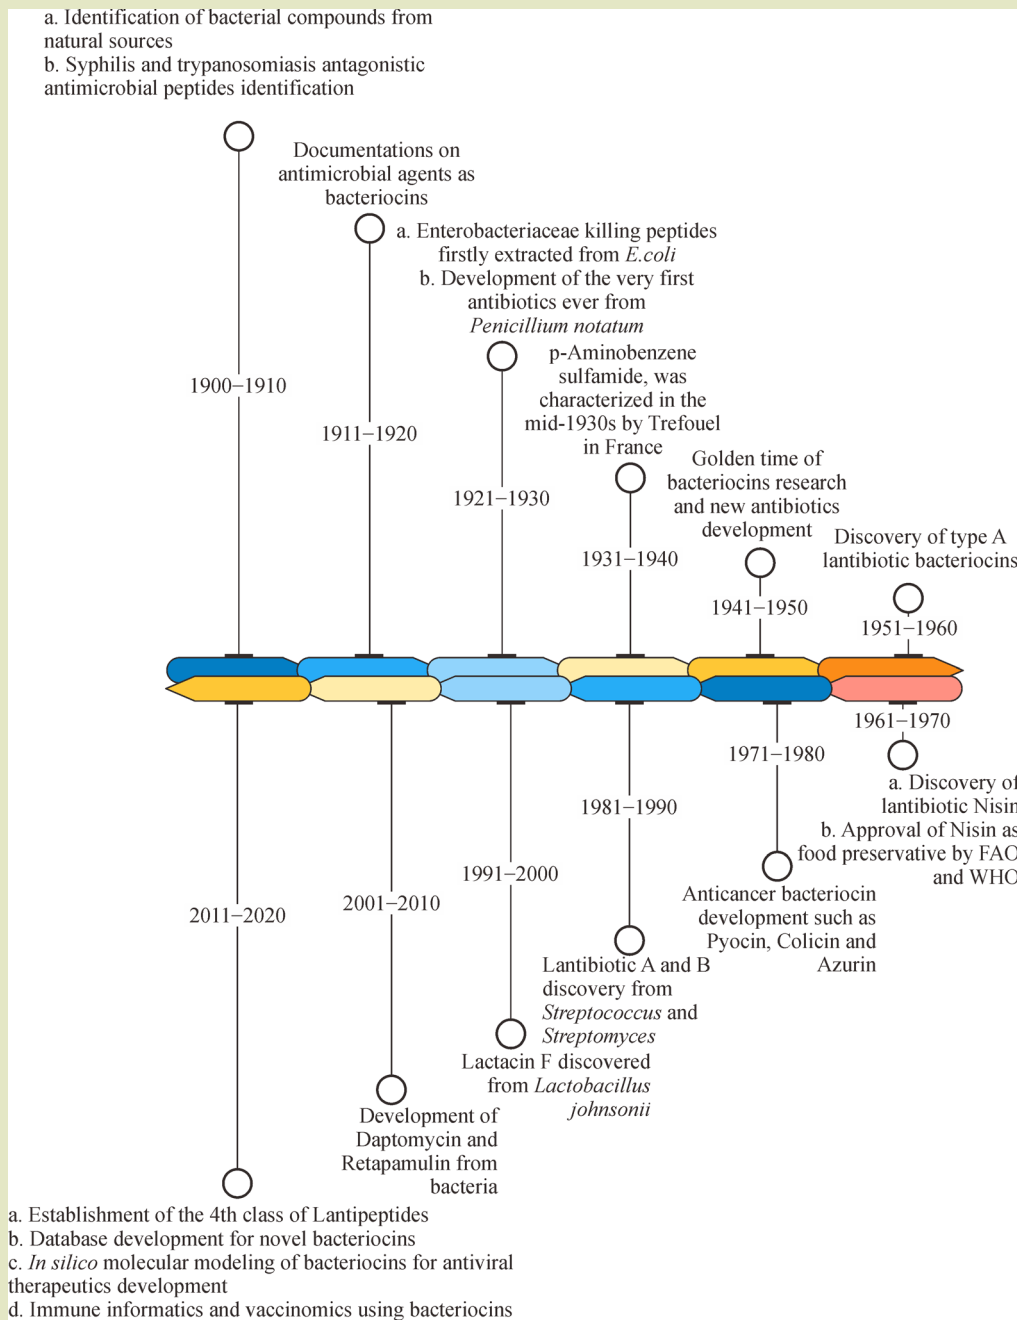 a. Identification of bacterial compounds from
natural sources
b. Syphilis and trypanosomiasis antagonistic
antimicrobial peptides identification
1900–1910
Documentations on
antimicrobial agents as
bacteriocins
1911–1920
a. Enterobacteriaceae killing peptides
firstly extracted from E.coli
b. Development of the very first
antibiotics ever from
Penicillium notatum
1921–1930
p-Aminobenzene
sulfamide, was
characterized in the
mid-1930s by Trefouel
in France
1931–1940
Golden time of
bacteriocins research
and new antibiotics
development
1941–1950
Discovery of type A
lantibiotic bacteriocins
1951–1960
1961–1970
a. Discovery of
lantibiotic Nisin
b. Approval of Nisin as
food preservative by FAO
and WHO
1971–1980
Anticancer bacteriocin
development such as
Pyocin, Colicin and
Azurin
1981–1990
Lantibiotic A and B
discovery from
Streptococcus and
Streptomyces
1991–2000
Lactacin F discovered
from Lactobacillus
johnsonii
2001–2010
Development of
Daptomycin and
Retapamulin from
bacteria
2011–2020
a. Establishment of the 4th class of Lantipeptides
b. Database development for novel bacteriocins
c. In silico molecular modeling of bacteriocins for antiviral
therapeutics development
d. Immune informatics and vaccinomics using bacteriocins